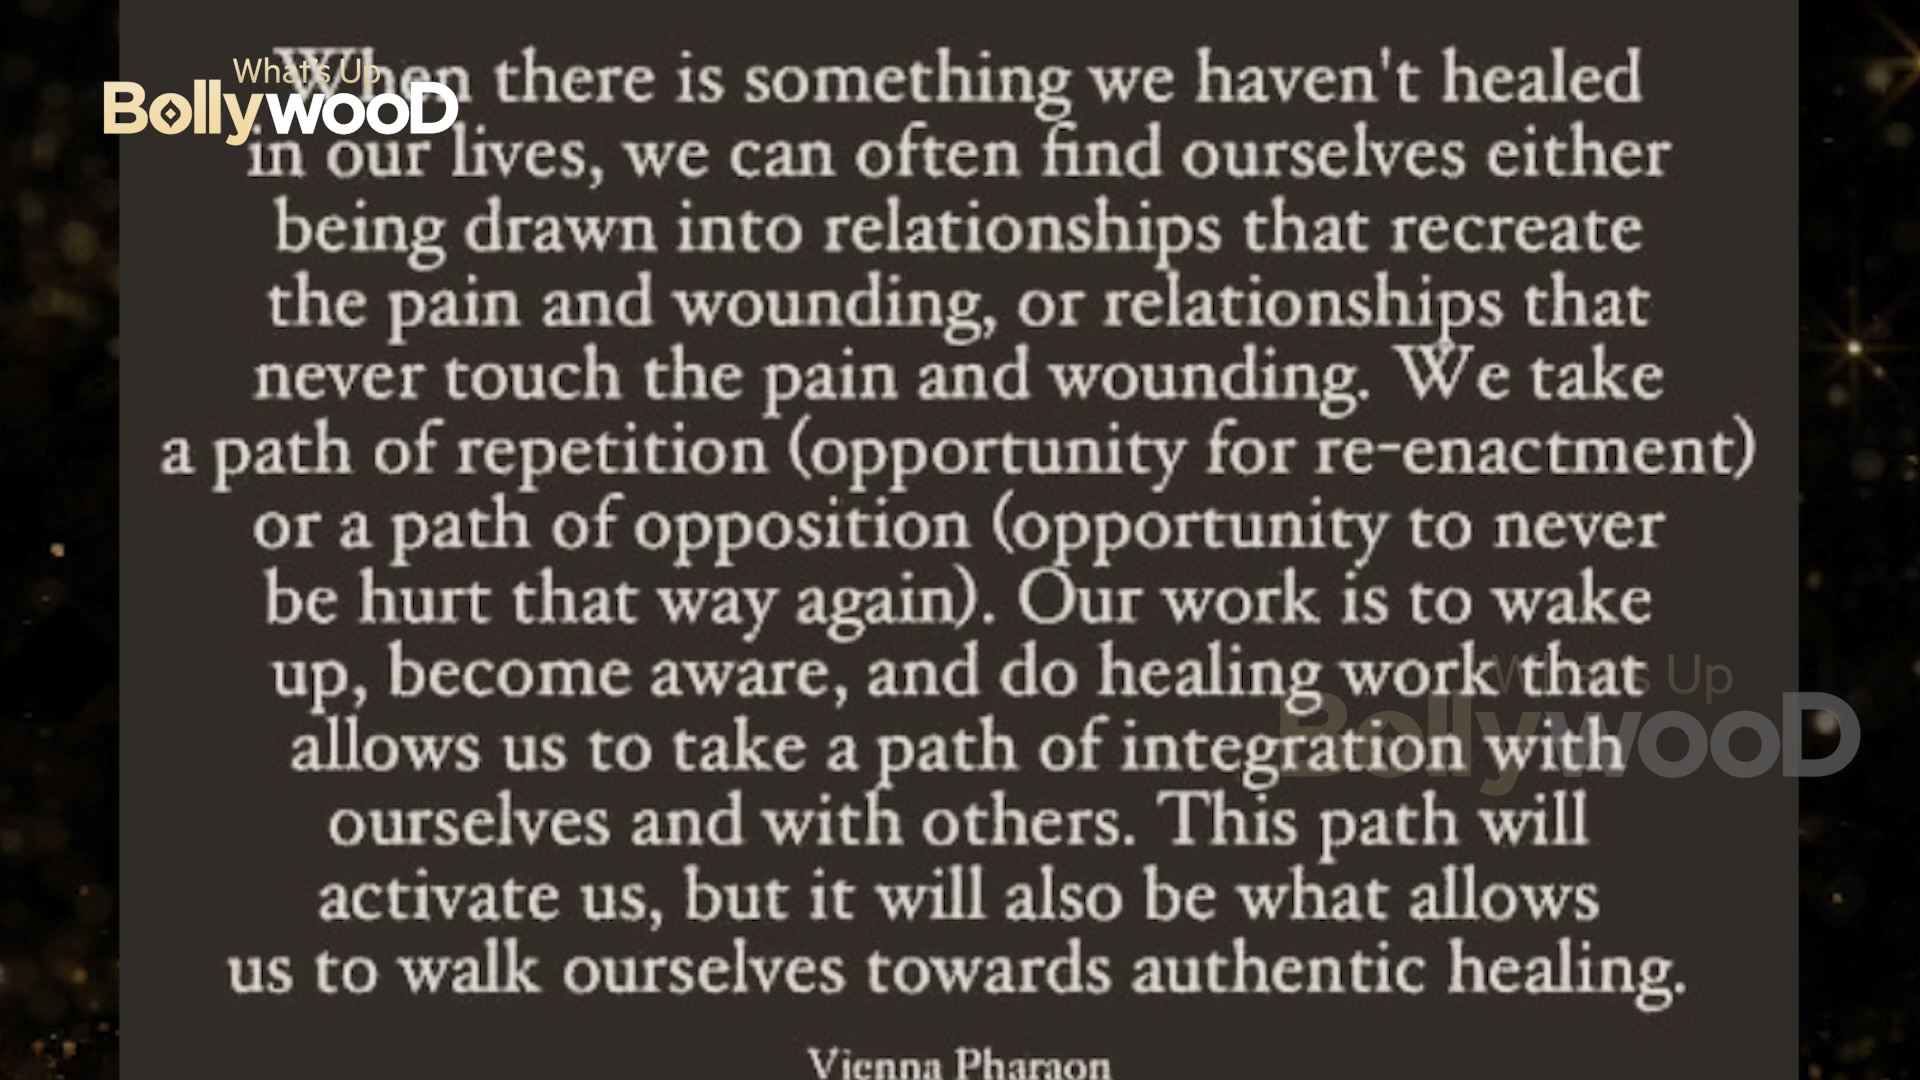 What's Up
BollywooD
When there is something we haven't healed
in our lives, we can often find ourselves either
being drawn into relationships that recreate
the pain and wounding, or relationships that
never touch the pain and wounding. We take
a path of repetition (opportunity for re-enactment)
or a path of opposition (opportunity to never
be hurt that way again). Our work is to wake
up, become aware, and do healing work that
allows us to take a path of integration with
ourselves and with others. This path will
activate us, but it will also be what allows
us to walk ourselves towards authentic healing.
Vienna Pharaon
What's Up
BollywooD